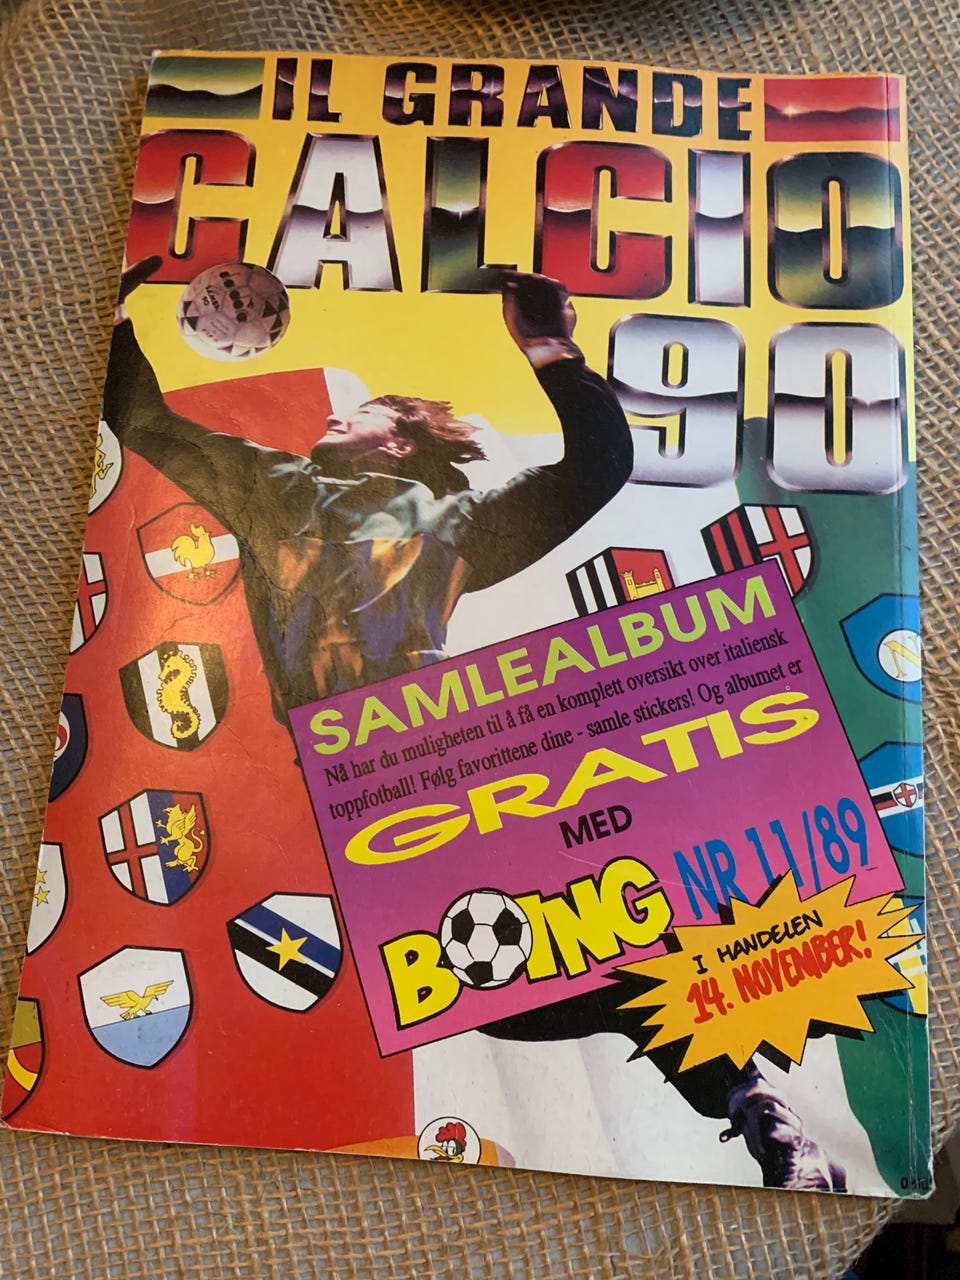 IL GRANDE
CALCIO
90
SAMLEALBUM
Nå har du muligheten til å få en komplett oversikt over italiensk
toppfotball! Følg favorittene dine - samle stickers! Og albumet er
GRATIS
MED
BOING NR 11/89
I HANDELEN
14. NOVEMBER!
N